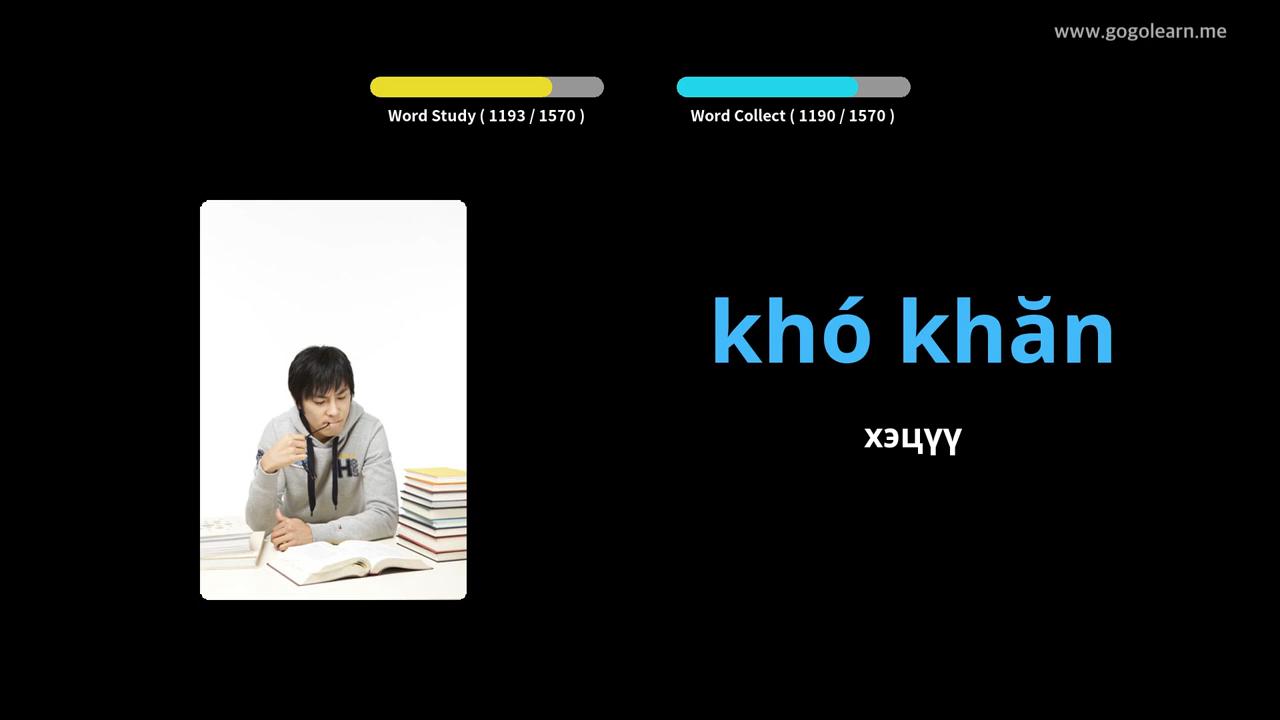 www.gogolearn.me
Word Study ( 1193 / 1570 )
Word Collect ( 1190 / 1570 )
khó khăn
хэцүү